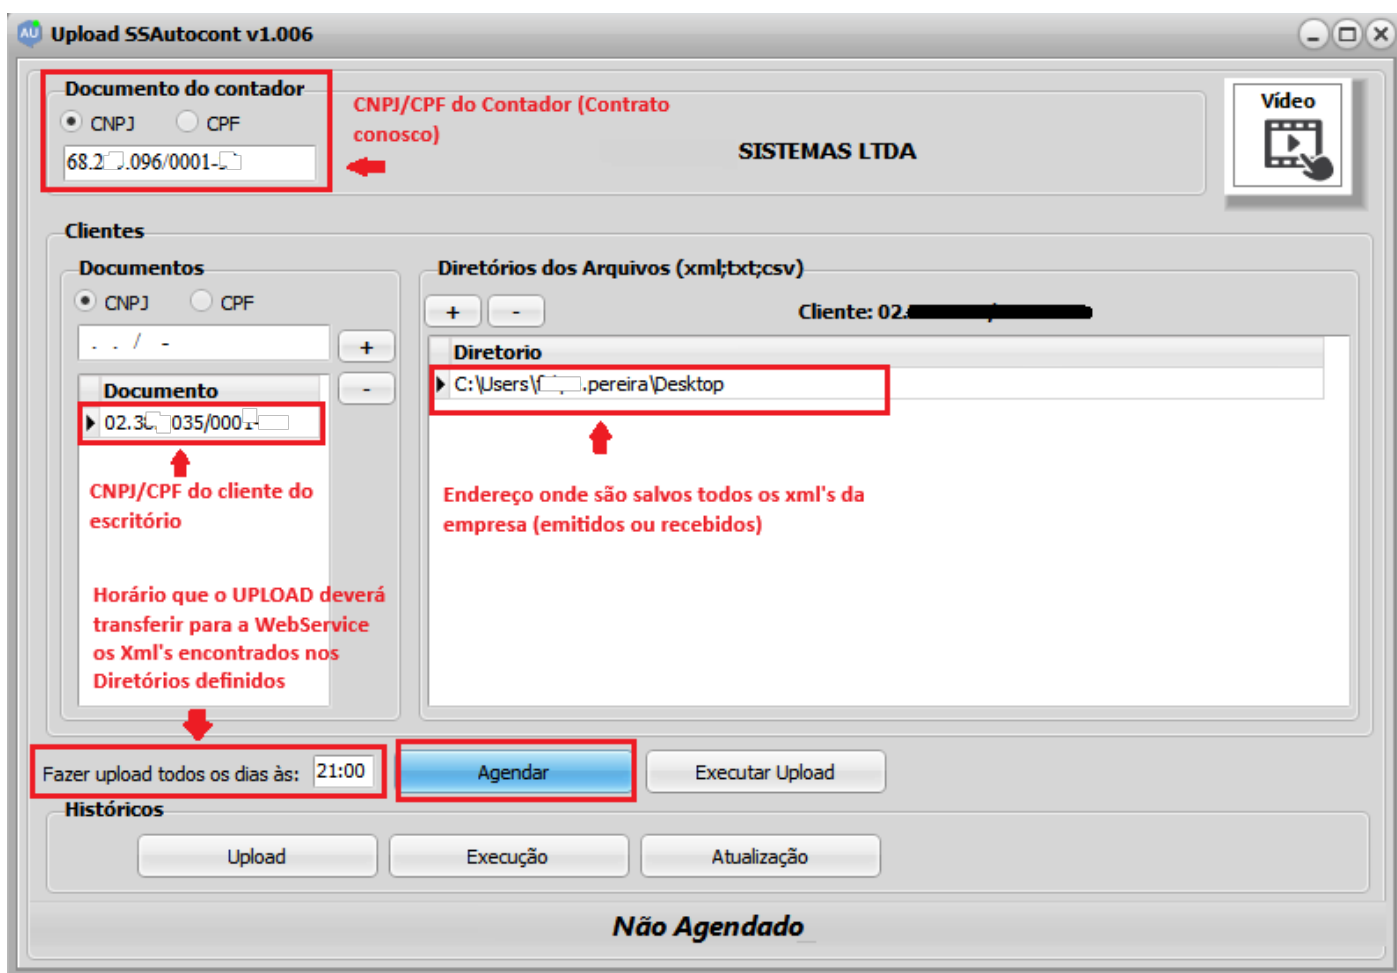 AU Upload SSAutocont v1.006
Documento do contador
CNPJ CPF
CNPJ/CPF do Contador (Contrato
conosco)
SISTEMAS LTDA
Vídeo
Clientes
Documentos
CNPJ CPF
. . / -
+
-
Documento
CNPJ/CPF do cliente do
escritório
Horário que o UPLOAD deverá
transferir para a WebService
os Xml's encontrados nos
Diretórios definidos
Diretórios dos Arquivos (xml;txt;csv)
+ -
Cliente: 02.
Diretorio
Endereço onde são salvos todos os xml's da
empresa (emitidos ou recebidos)
Fazer upload todos os dias às: 21:00
Agendar
Executar Upload
Históricos
Upload
Execução
Atualização
Não Agendado